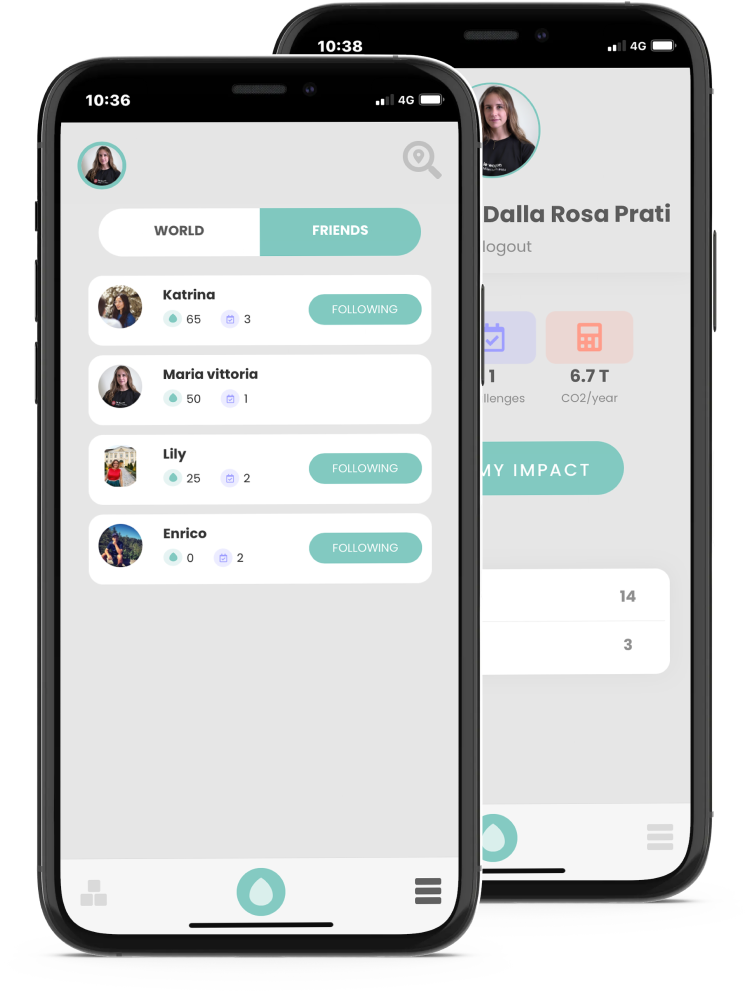 10:36
4G
WORLD
FRIENDS
Katrina
65
3
FOLLOWING
Maria vittoria
50
1
Lily
25
2
FOLLOWING
Enrico
0
2
FOLLOWING
10:38
4G
Dalla Rosa Prati
logout
1
6.7 T
llenges
CO2/year
MY IMPACT
14
3